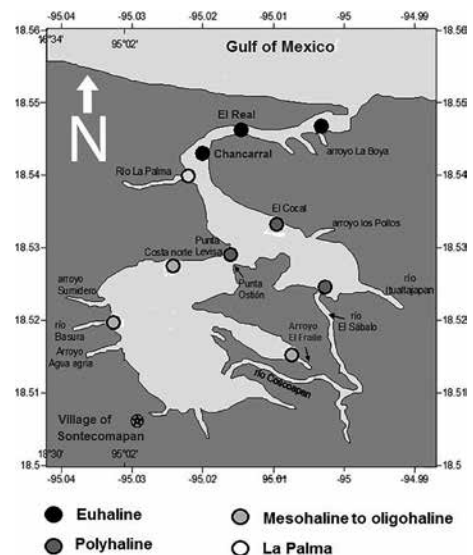 -95.04 -95.03 -95.02 -95.01 -95 -94.99
18.56
18°34' 95°02' 95°00'
18.56
Gulf of Mexico
18.55
18.55
El Real
N
arroyo La Boya
Chancarral
18.54
18.54
Río La Palma
El Cocal
arroyo los Pollos
18.53
18.53
Punta
Levisa
Costa norte
arroyo
Sumidero
Punta
Ostión
río
18.52
18.52
río
Basura
río
El Sábalo
Arroyo
El Fraile
Arroyo
Agua agria
18.51
18.51
Village of
Sontecomapan
18°30' 95°02' 95°00'
18.5
18.5
-95.04 -95.03 -95.02 -95.01 -95 -94.99
Euhaline
Mesohaline to oligohaline
Polyhaline
La Palma